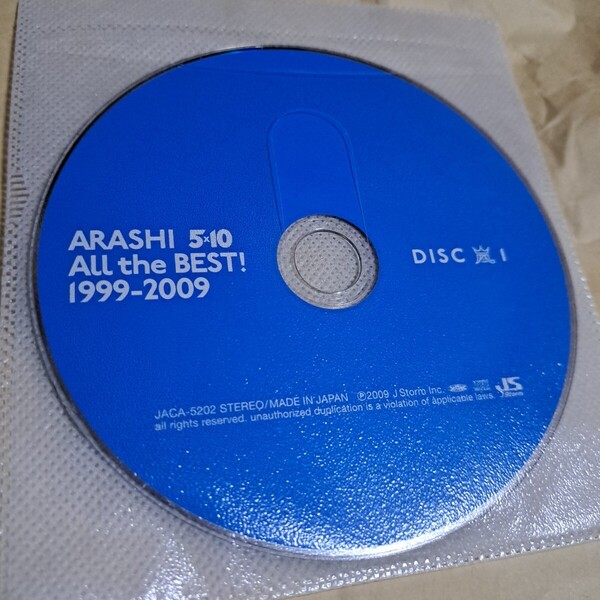 ARASHI 5×10
All the BEST!
1999-2009
DISC 嵐 1
JACA-5202 STEREO/MADE IN JAPAN ℗2009 J Storm Inc.
all rights reserved. unauthorized duplication is a violation of applicable laws.
JS